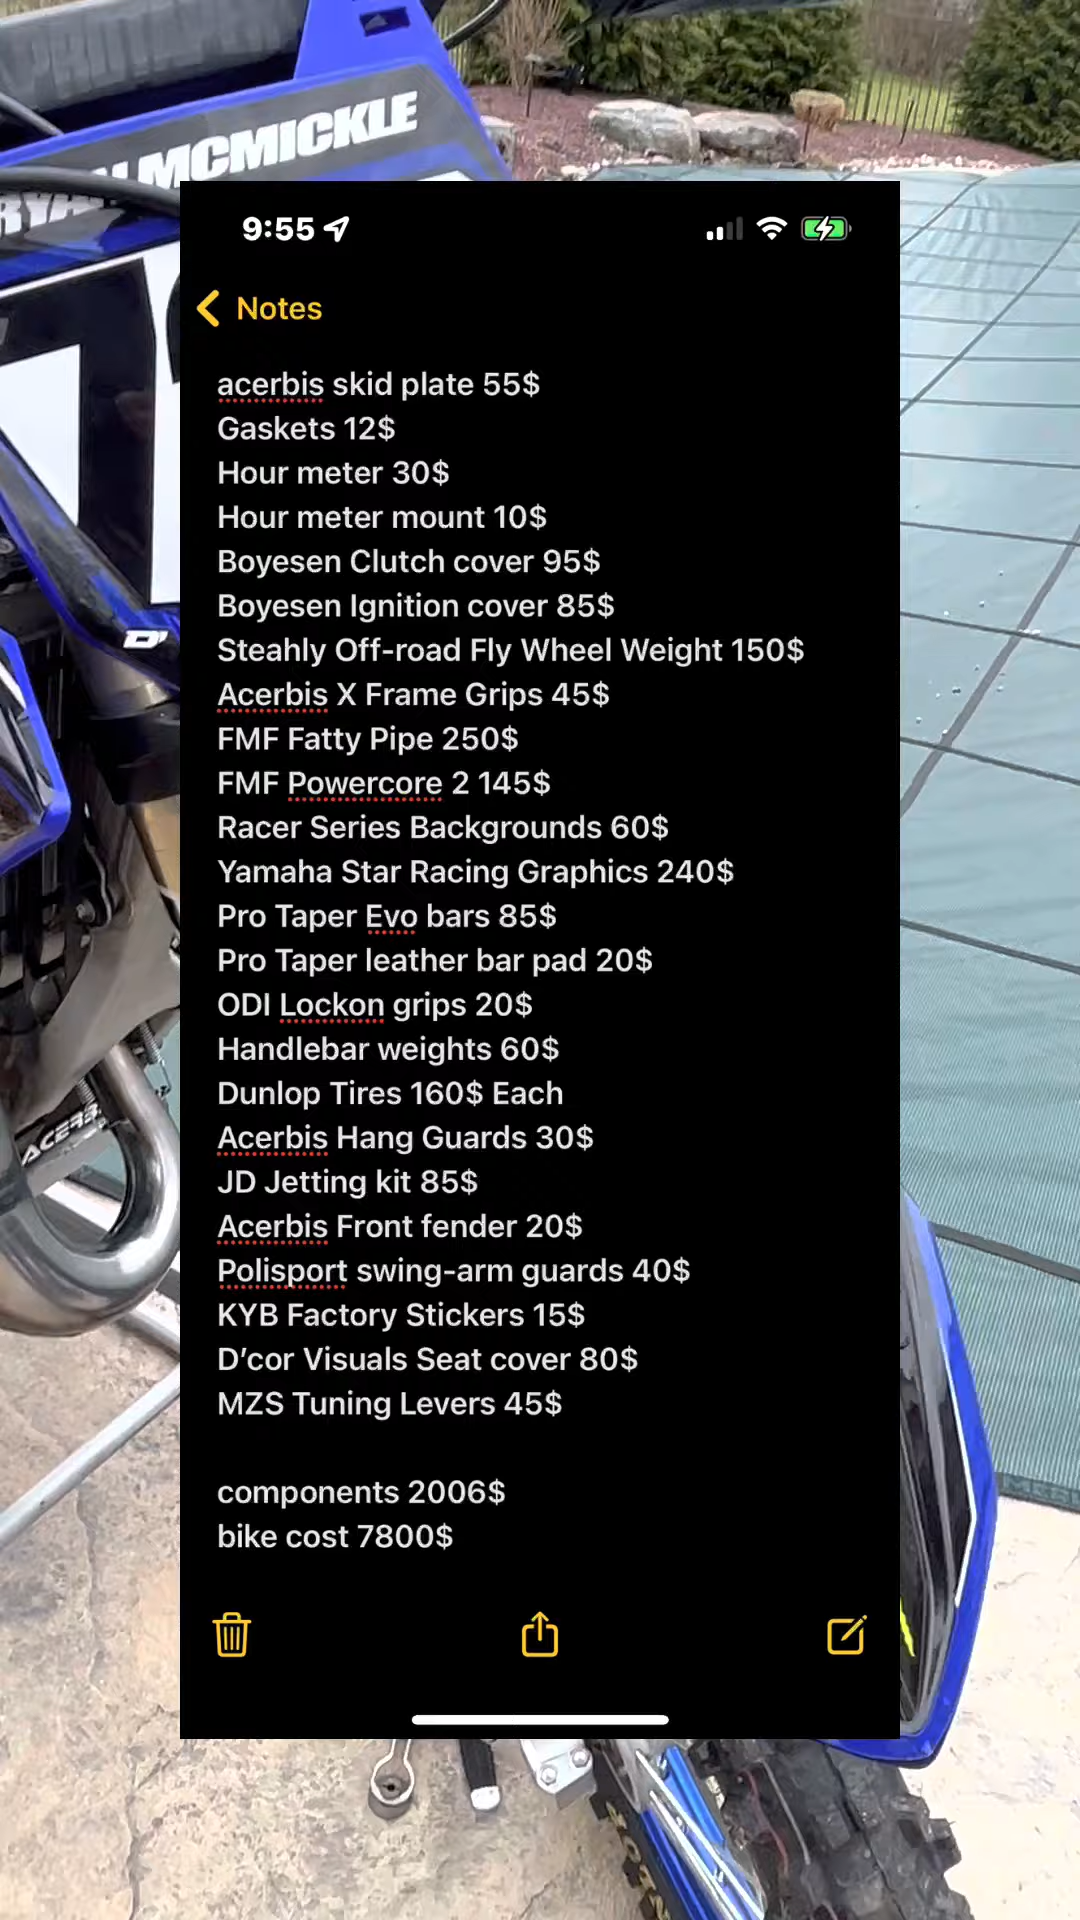 MCMICKLE
9:55
Notes
acerbis skid plate 55$
Gaskets 12$
Hour meter 30$
Hour meter mount 10$
Boyesen Clutch cover 95$
Boyesen Ignition cover 85$
Steahly Off-road Fly Wheel Weight 150$
Acerbis X Frame Grips 45$
FMF Fatty Pipe 250$
FMF Powercore 2 145$
Racer Series Backgrounds 60$
Yamaha Star Racing Graphics 240$
Pro Taper Evo bars 85$
Pro Taper leather bar pad 20$
ODI Lockon grips 20$
Handlebar weights 60$
Dunlop Tires 160$ Each
Acerbis Hang Guards 30$
JD Jetting kit 85$
Acerbis Front fender 20$
Polisport swing-arm guards 40$
KYB Factory Stickers 15$
D’cor Visuals Seat cover 80$
MZS Tuning Levers 45$
components 2006$
bike cost 7800$